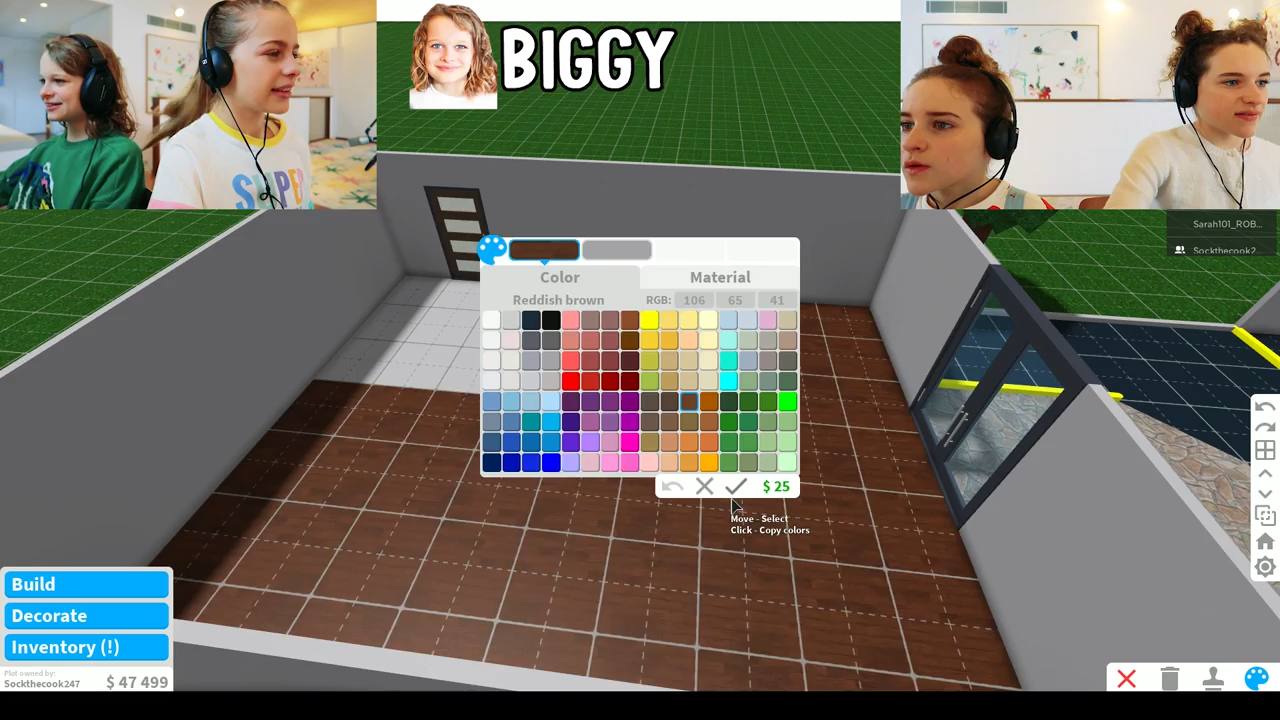 BIGGY
SUPER
Sarah101_ROB...
Sockthecook2...
Color
Material
Reddish brown
RGB: 106 65 41
$ 25
Move - Select
Click - Copy colors
Build
Decorate
Inventory (!)
Plot owned by:
Sockthecook247
$ 47 499